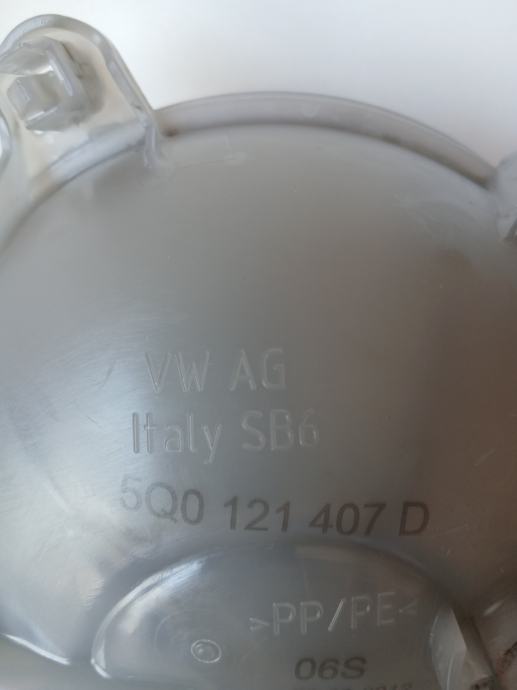 VW AG
Italy SB6
5Q0 121 407 D
>PP/PE<
06S